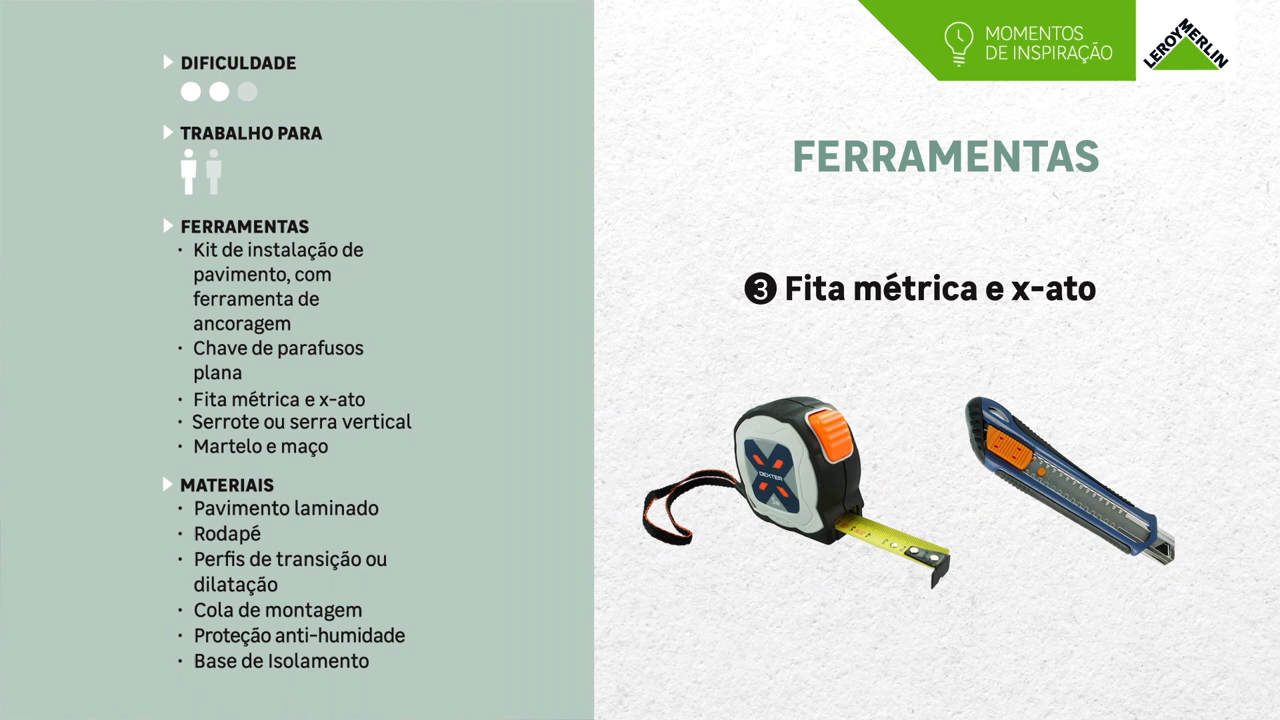 DIFICULDADE
TRABALHO PARA
FERRAMENTAS
· Kit de instalação de
pavimento, com
ferramenta de
ancoragem
· Chave de parafusos
plana
· Fita métrica e x-ato
· Serrote ou serra vertical
· Martelo e maço
MATERIAIS
· Pavimento laminado
· Rodapé
· Perfis de transição ou
dilatação
· Cola de montagem
· Proteção anti-humidade
· Base de Isolamento
MOMENTOS
DE INSPIRAÇÃO
LEROY MERLIN
FERRAMENTAS
❸ Fita métrica e x-ato
DEXTER